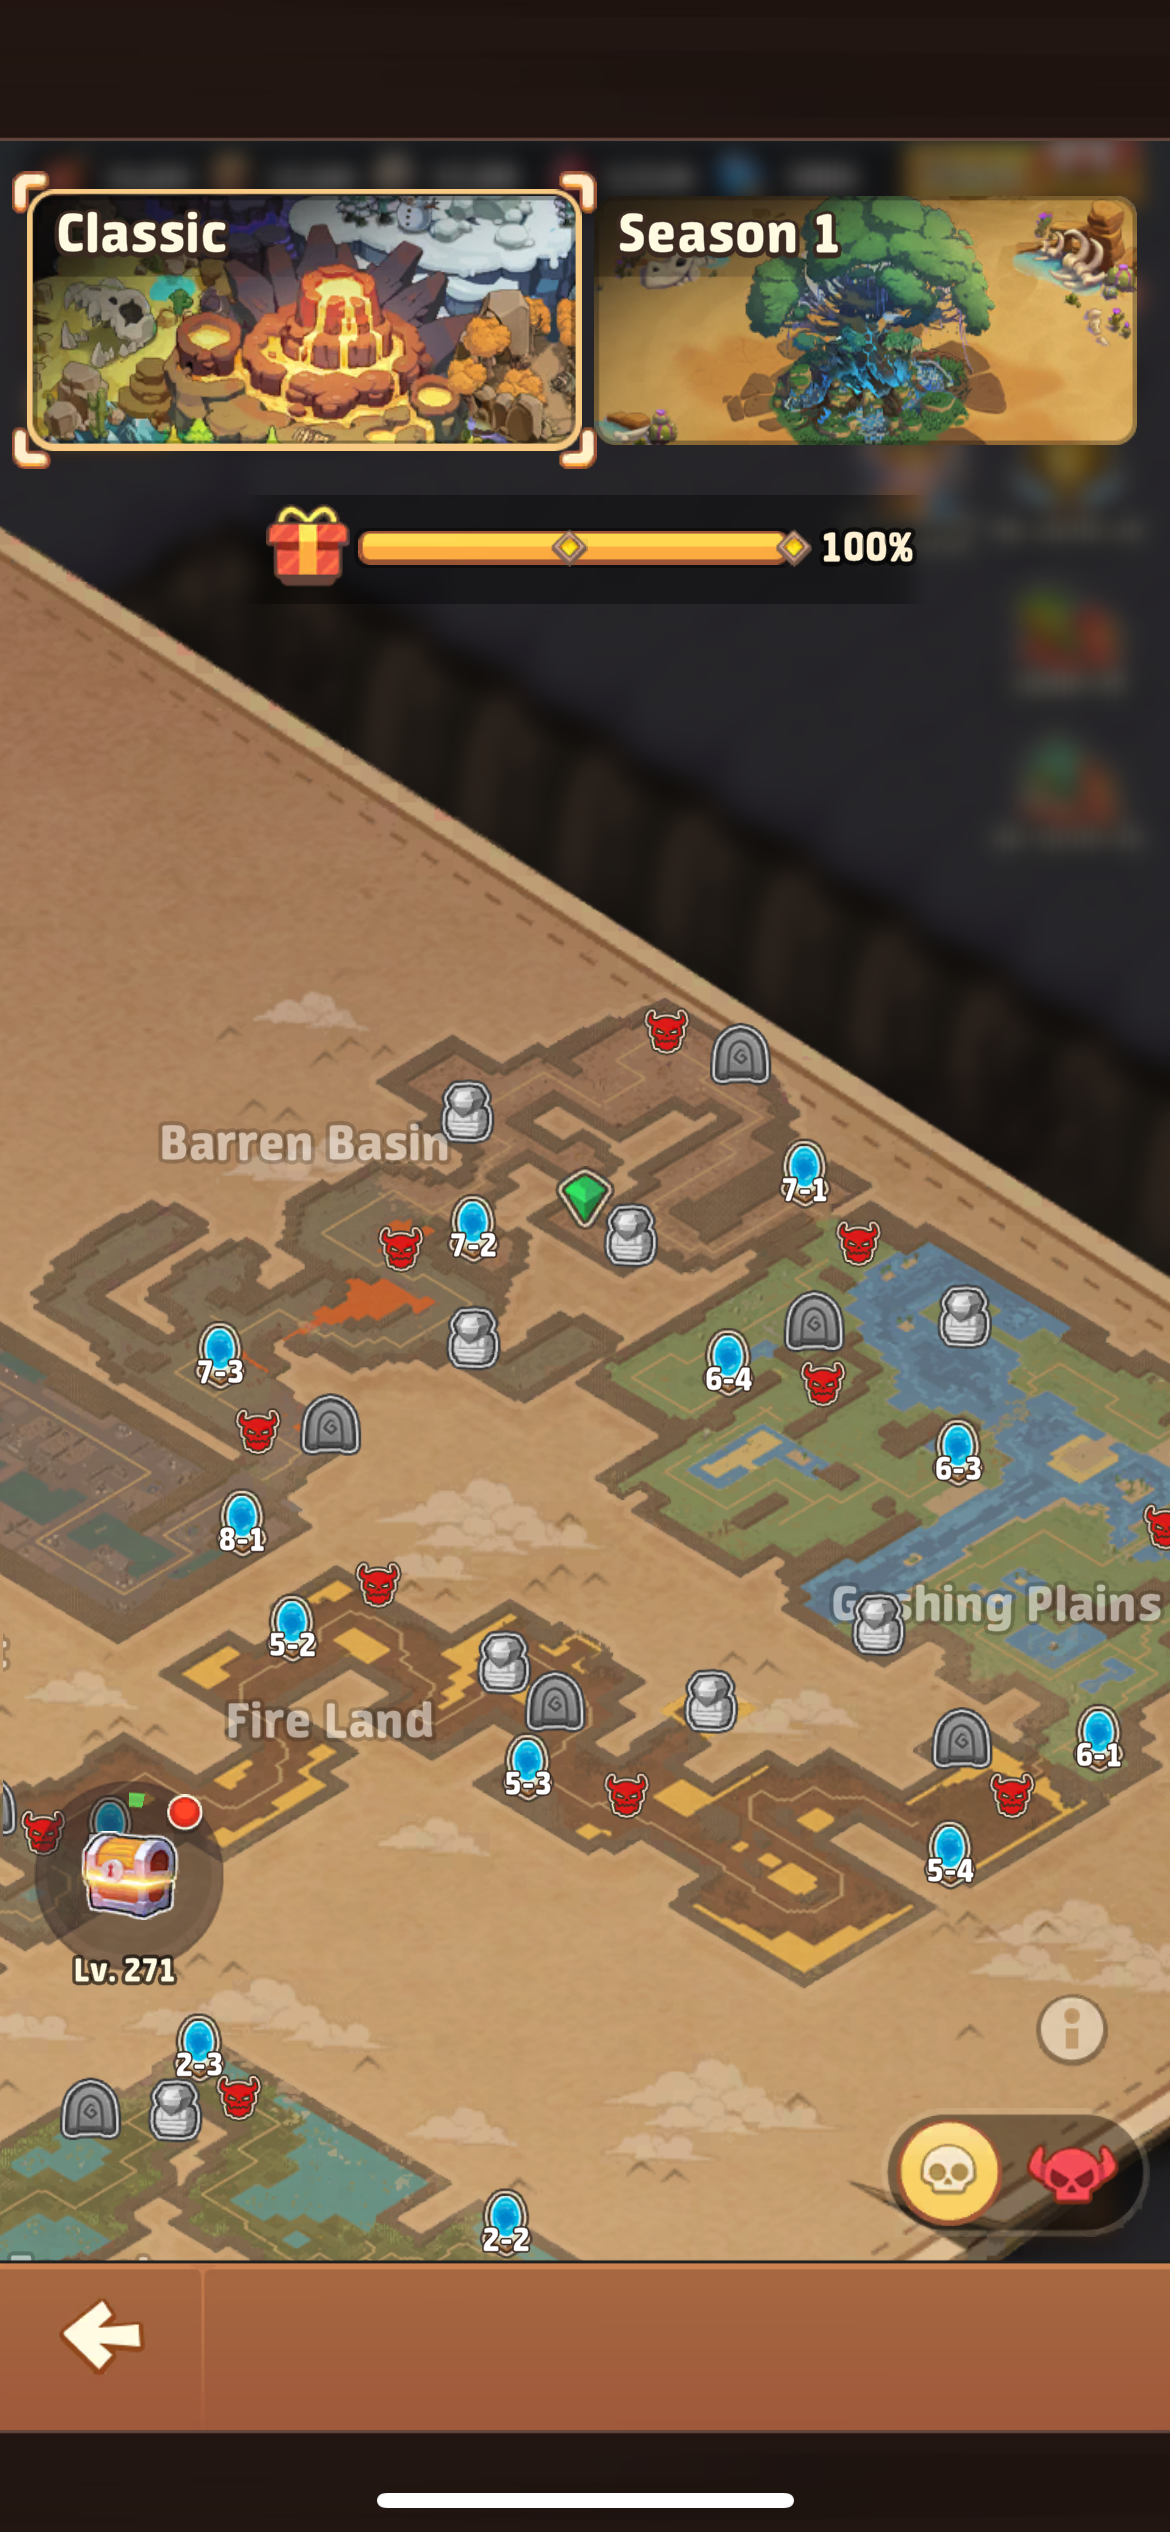 Classic
Season 1
100%
Barren Basin
7-1
7-2
7-3
6-4
6-3
8-1
Plains
5-2
Fire Land
6-1
5-3
5-4
Lv. 271
2-3
2-2